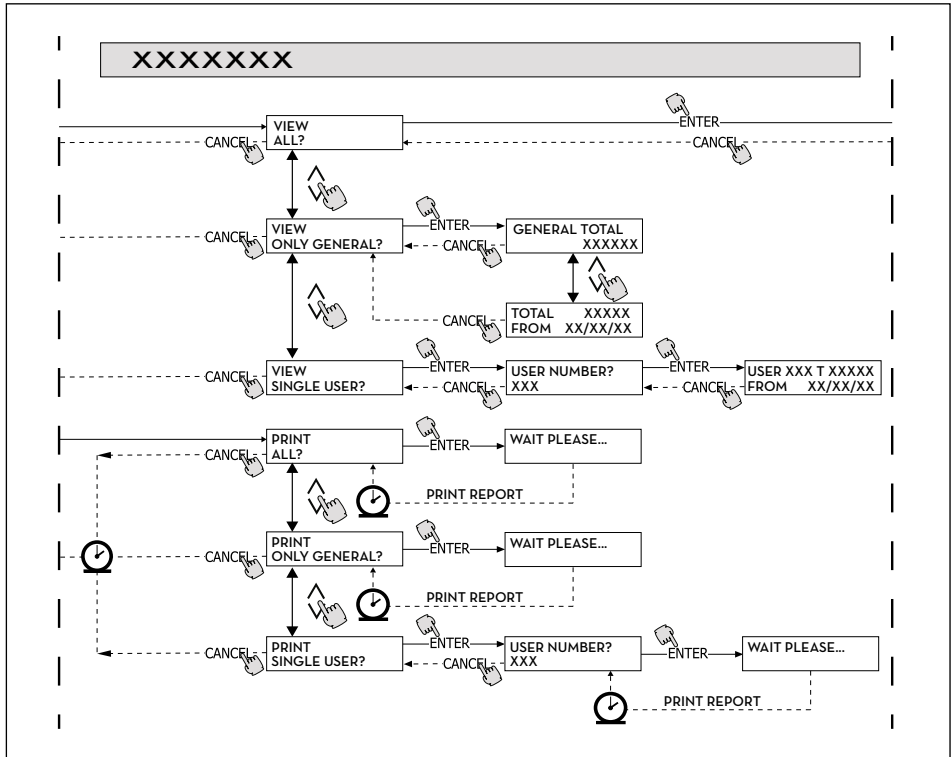 XXXXXXX
VIEW
ALL?
ENTER
CANCEL
CANCEL
VIEW
ONLY GENERAL?
CANCEL
ENTER
CANCEL
GENERAL TOTAL
XXXXXX
CANCEL
TOTAL XXXXX
FROM XX/XX/XX
VIEW
SINGLE USER?
CANCEL
ENTER
CANCEL
USER NUMBER?
XXX
ENTER
CANCEL
USER XXX T XXXXX
FROM XX/XX/XX
PRINT
ALL?
CANCEL
ENTER
WAIT PLEASE...
PRINT REPORT
PRINT
ONLY GENERAL?
CANCEL
ENTER
WAIT PLEASE...
PRINT REPORT
PRINT
SINGLE USER?
CANCEL
ENTER
CANCEL
USER NUMBER?
XXX
ENTER
WAIT PLEASE...
PRINT REPORT